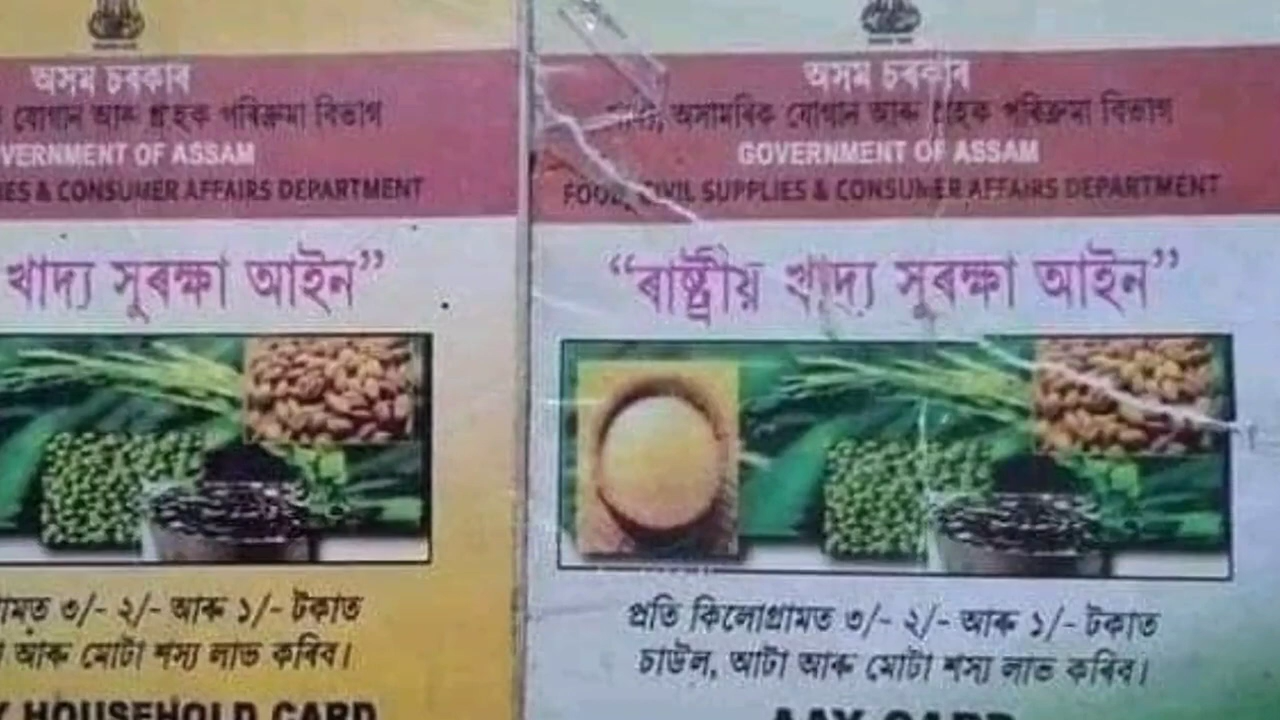 অসম চৰকাৰ
যোগান আৰু গ্ৰাহক পৰিক্ৰমা বিভাগ
VERNMENT OF ASSAM
IES & CONSUMER AFFAIRS DEPARTMENT
খাদ্য সুৰক্ষা আইন”
৩/- ২/- আৰু ১/- টকাত
আৰু মোটা শস্য লাভ কৰিব।
Y HOUSEHOLD CARD
অসম চৰকাৰ
অসামৰিক যোগান আৰু গ্ৰাহক পৰিক্ৰমা বিভাগ
GOVERNMENT OF ASSAM
FOOD, CIVIL SUPPLIES & CONSUMER AFFAIRS DEPARTMENT
“ৰাষ্ট্ৰীয় খাদ্য সুৰক্ষা আইন”
প্ৰতি কিলোগ্ৰামত ৩/- ২/- আৰু ১/- টকাত
চাউল, আটা আৰু মোটা শস্য লাভ কৰিব।
AAY CARD